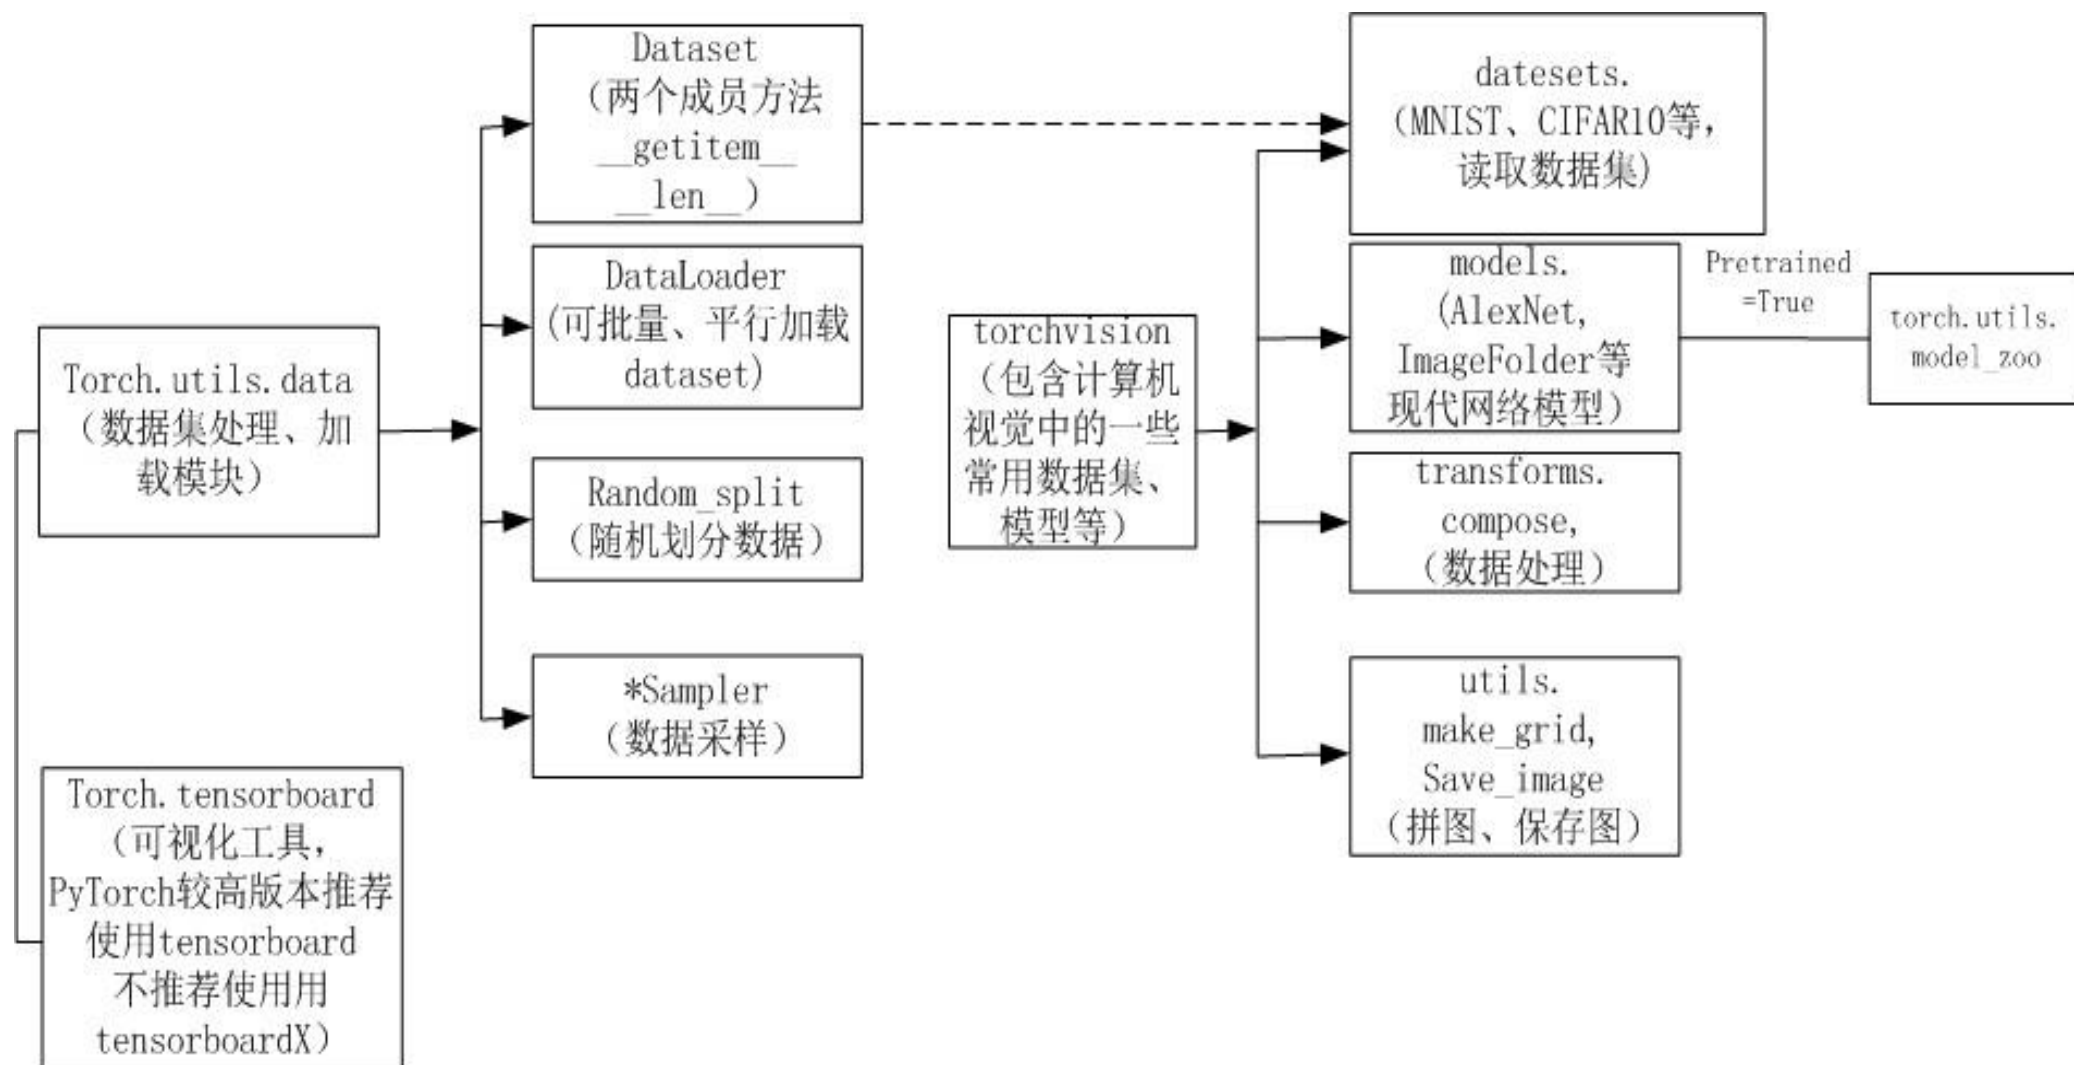 Dataset
（两个成员方法
__getitem__
__len__）
DataLoader
(可批量、平行加载
dataset)
Random_split
（随机划分数据）
*Sampler
（数据采样）
Torch.utils.data
（数据集处理、加
载模块）
Torch.tensorboard
（可视化工具，
PyTorch较高版本推荐
使用tensorboard
不推荐使用用
tensorboardX）
torchvision
（包含计算机
视觉中的一些
常用数据集、
模型等）
datesets.
(MNIST、CIFAR10等，
读取数据集)
models.
(AlexNet,
ImageFolder等
现代网络模型）
Pretrained
=True
torch.utils.
model_zoo
transforms.
compose,
（数据处理）
utils.
make_grid,
Save_image
（拼图、保存图）